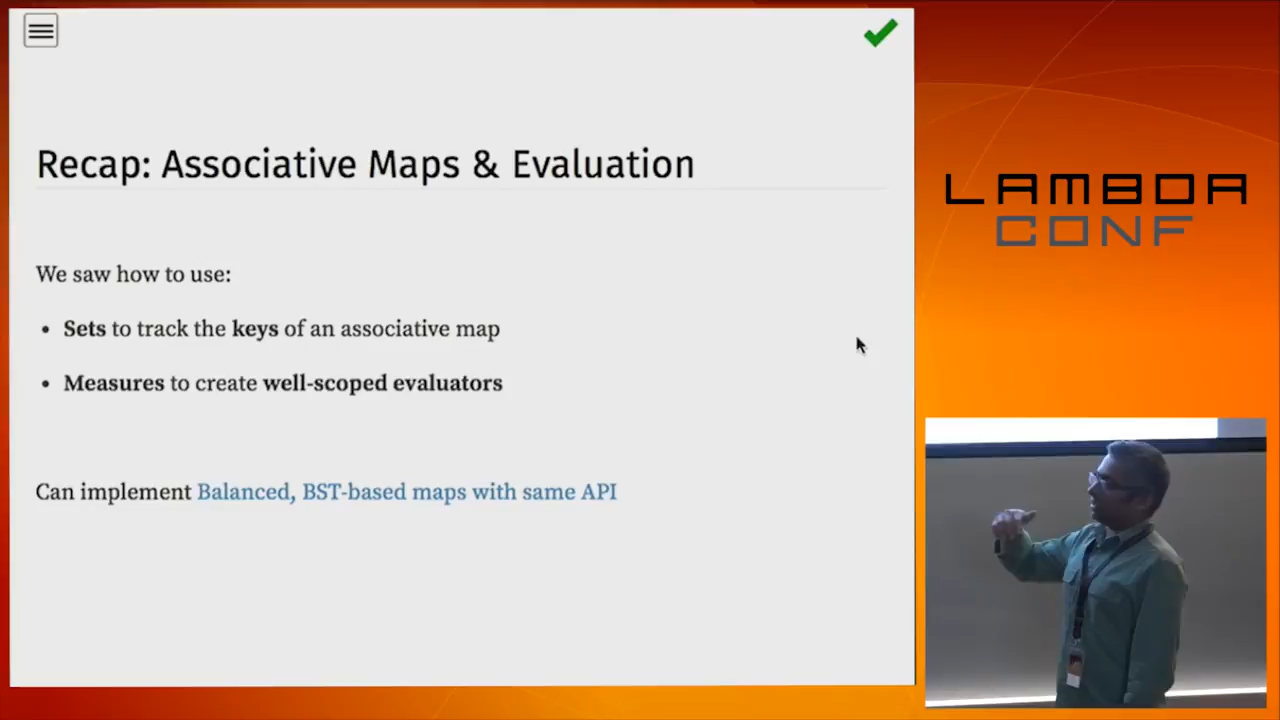 Recap: Associative Maps & Evaluation
We saw how to use:
• Sets to track the keys of an associative map
• Measures to create well-scoped evaluators
Can implement Balanced, BST-based maps with same API
LAMBDA
CONF